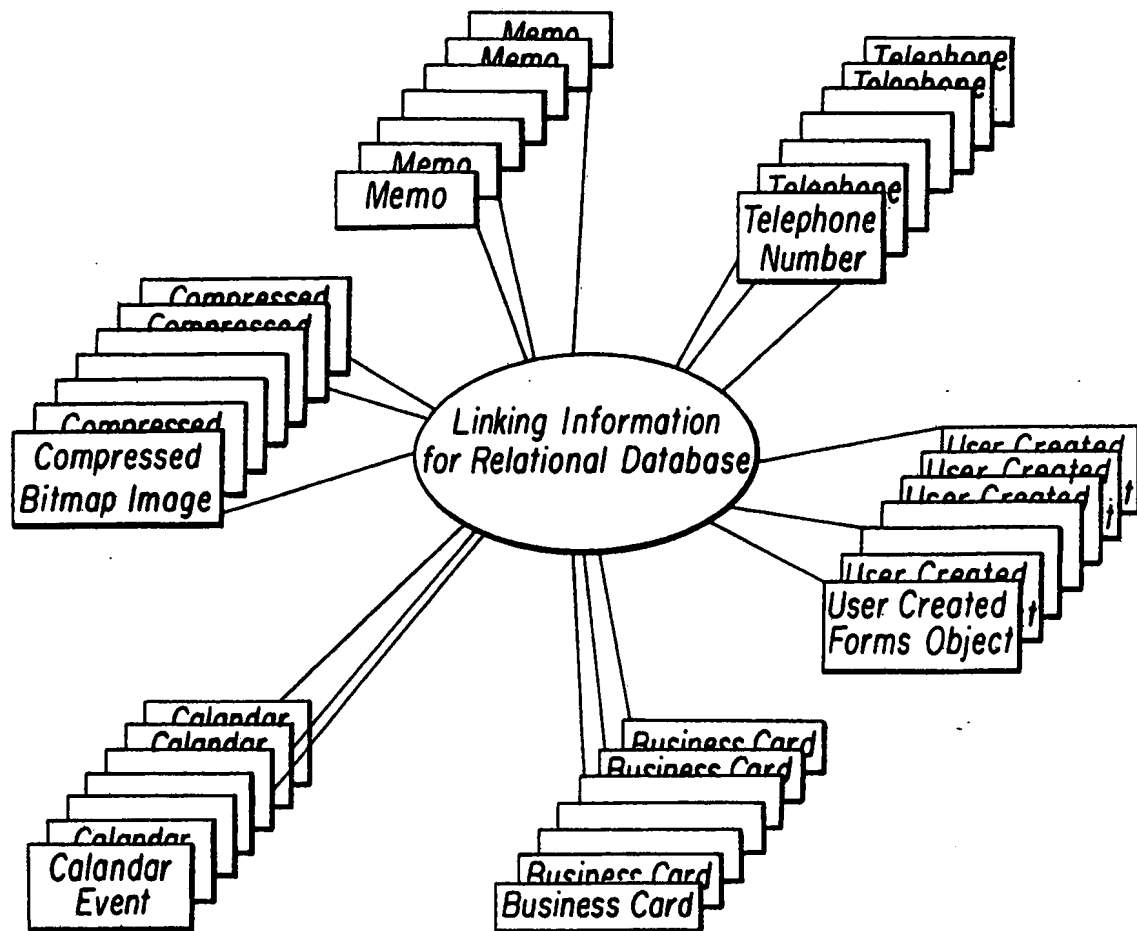 Memo
Memo
Memo
Memo
Telephone
Telephone
Telephone
Telephone
Number
Compressed
Compressed
Compressed
Compressed
Bitmap Image
Linking Information
for Relational Database
User Created
User Created
User Created
User Created
User Created
Forms Object
Calandar
Calandar
Calandar
Calandar
Event
Business Card
Business Card
Business Card
Business Card